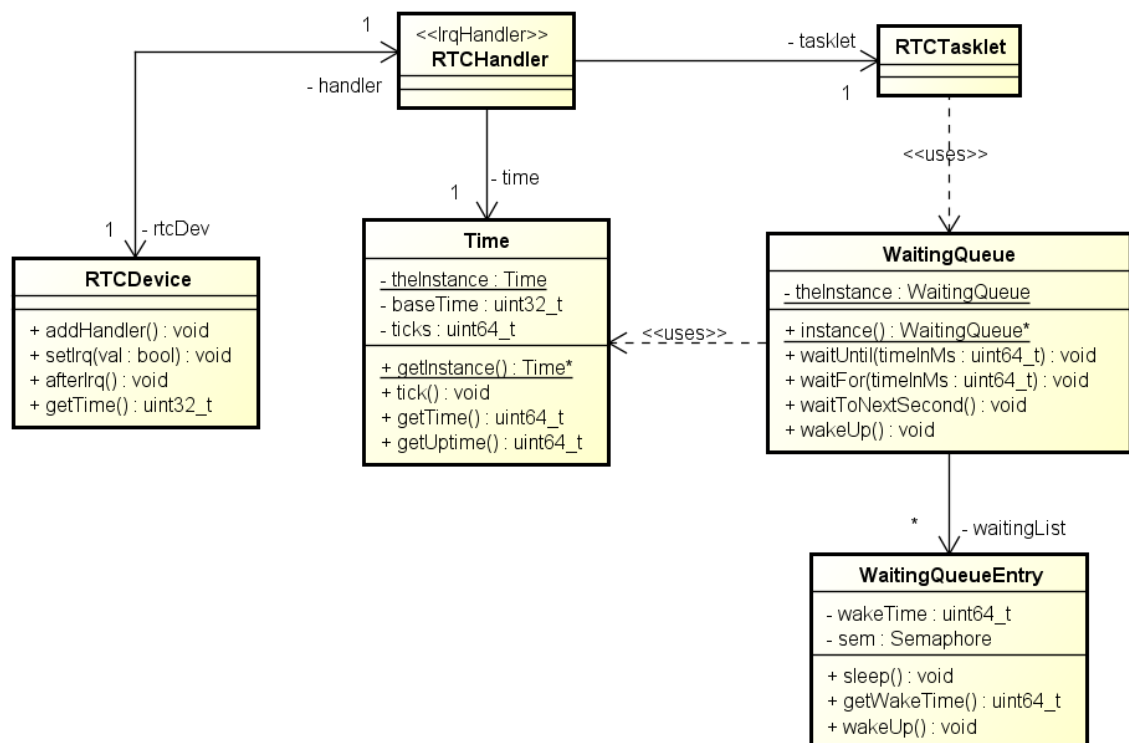 1
<<IrqHandler>>
RTCHandler
- handler
- tasklet
1
RTCTasklet
<<uses>>
- time
1
1
- rtcDev
RTCDevice
+ addHandler() : void
+ setIrq(val : bool) : void
+ afterIrq() : void
+ getTime() : uint32_t
Time
- theInstance : Time
- baseTime : uint32_t
- ticks : uint64_t
+ getInstance() : Time*
+ tick() : void
+ getTime() : uint64_t
+ getUptime() : uint64_t
<<uses>>
WaitingQueue
- theInstance : WaitingQueue
+ instance() : WaitingQueue*
+ waitUntil(timeInMs : uint64_t) : void
+ waitFor(timeInMs : uint64_t) : void
+ waitToNextSecond() : void
+ wakeUp() : void
*
- waitingList
WaitingQueueEntry
- wakeTime : uint64_t
- sem : Semaphore
+ sleep() : void
+ getWakeTime() : uint64_t
+ wakeUp() : void